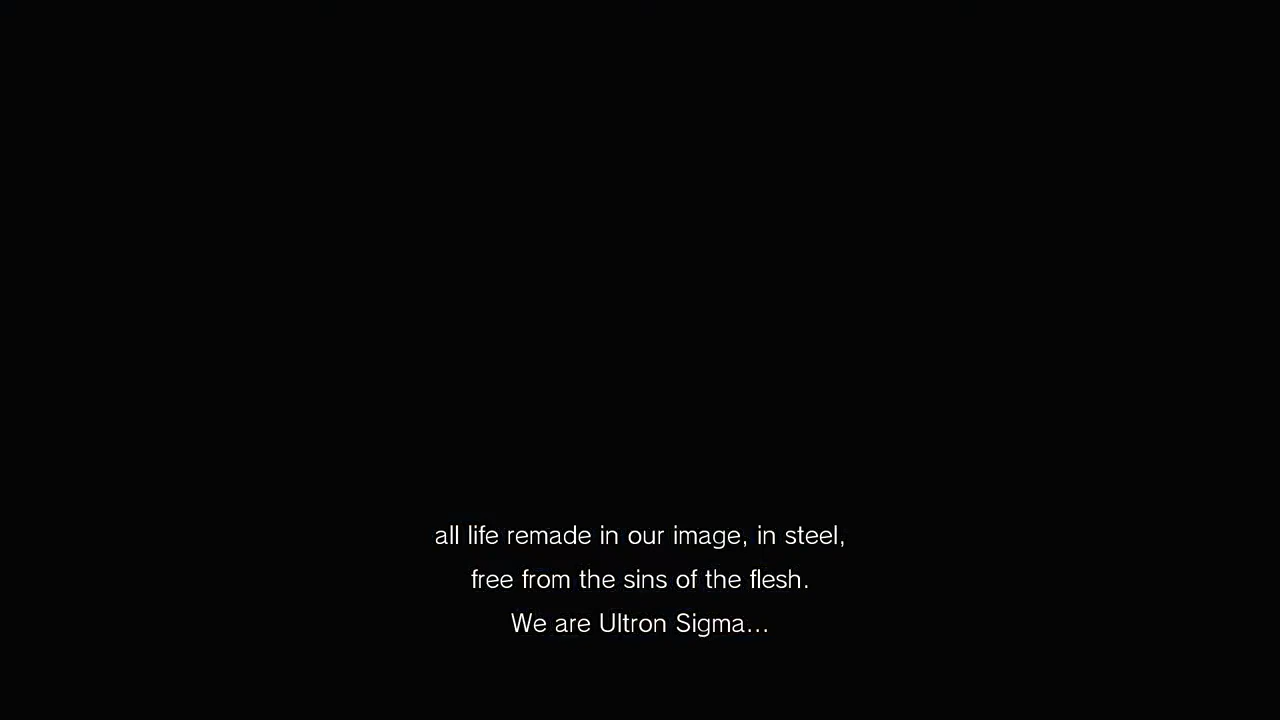 all life remade in our image, in steel,
free from the sins of the flesh.
We are Ultron Sigma...